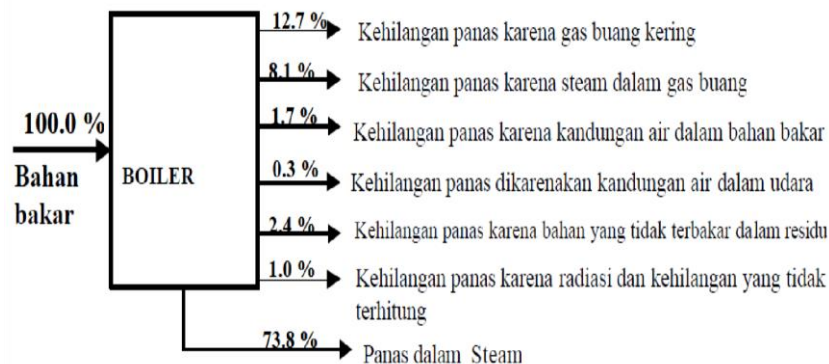 12.7 %
Kehilangan panas karena gas buang kering
8.1 %
Kehilangan panas karena steam dalam gas buang
100.0 %
1.7 %
Kehilangan panas karena kandungan air dalam bahan bakar
Bahan
bakar
BOILER
0.3 %
Kehilangan panas dikarenakan kandungan air dalam udara
2.4 %
Kehilangan panas karena bahan yang tidak terbakar dalam residu
1.0 %
Kehilangan panas karena radiasi dan kehilangan yang tidak
terhitung
73.8 %
Panas dalam Steam